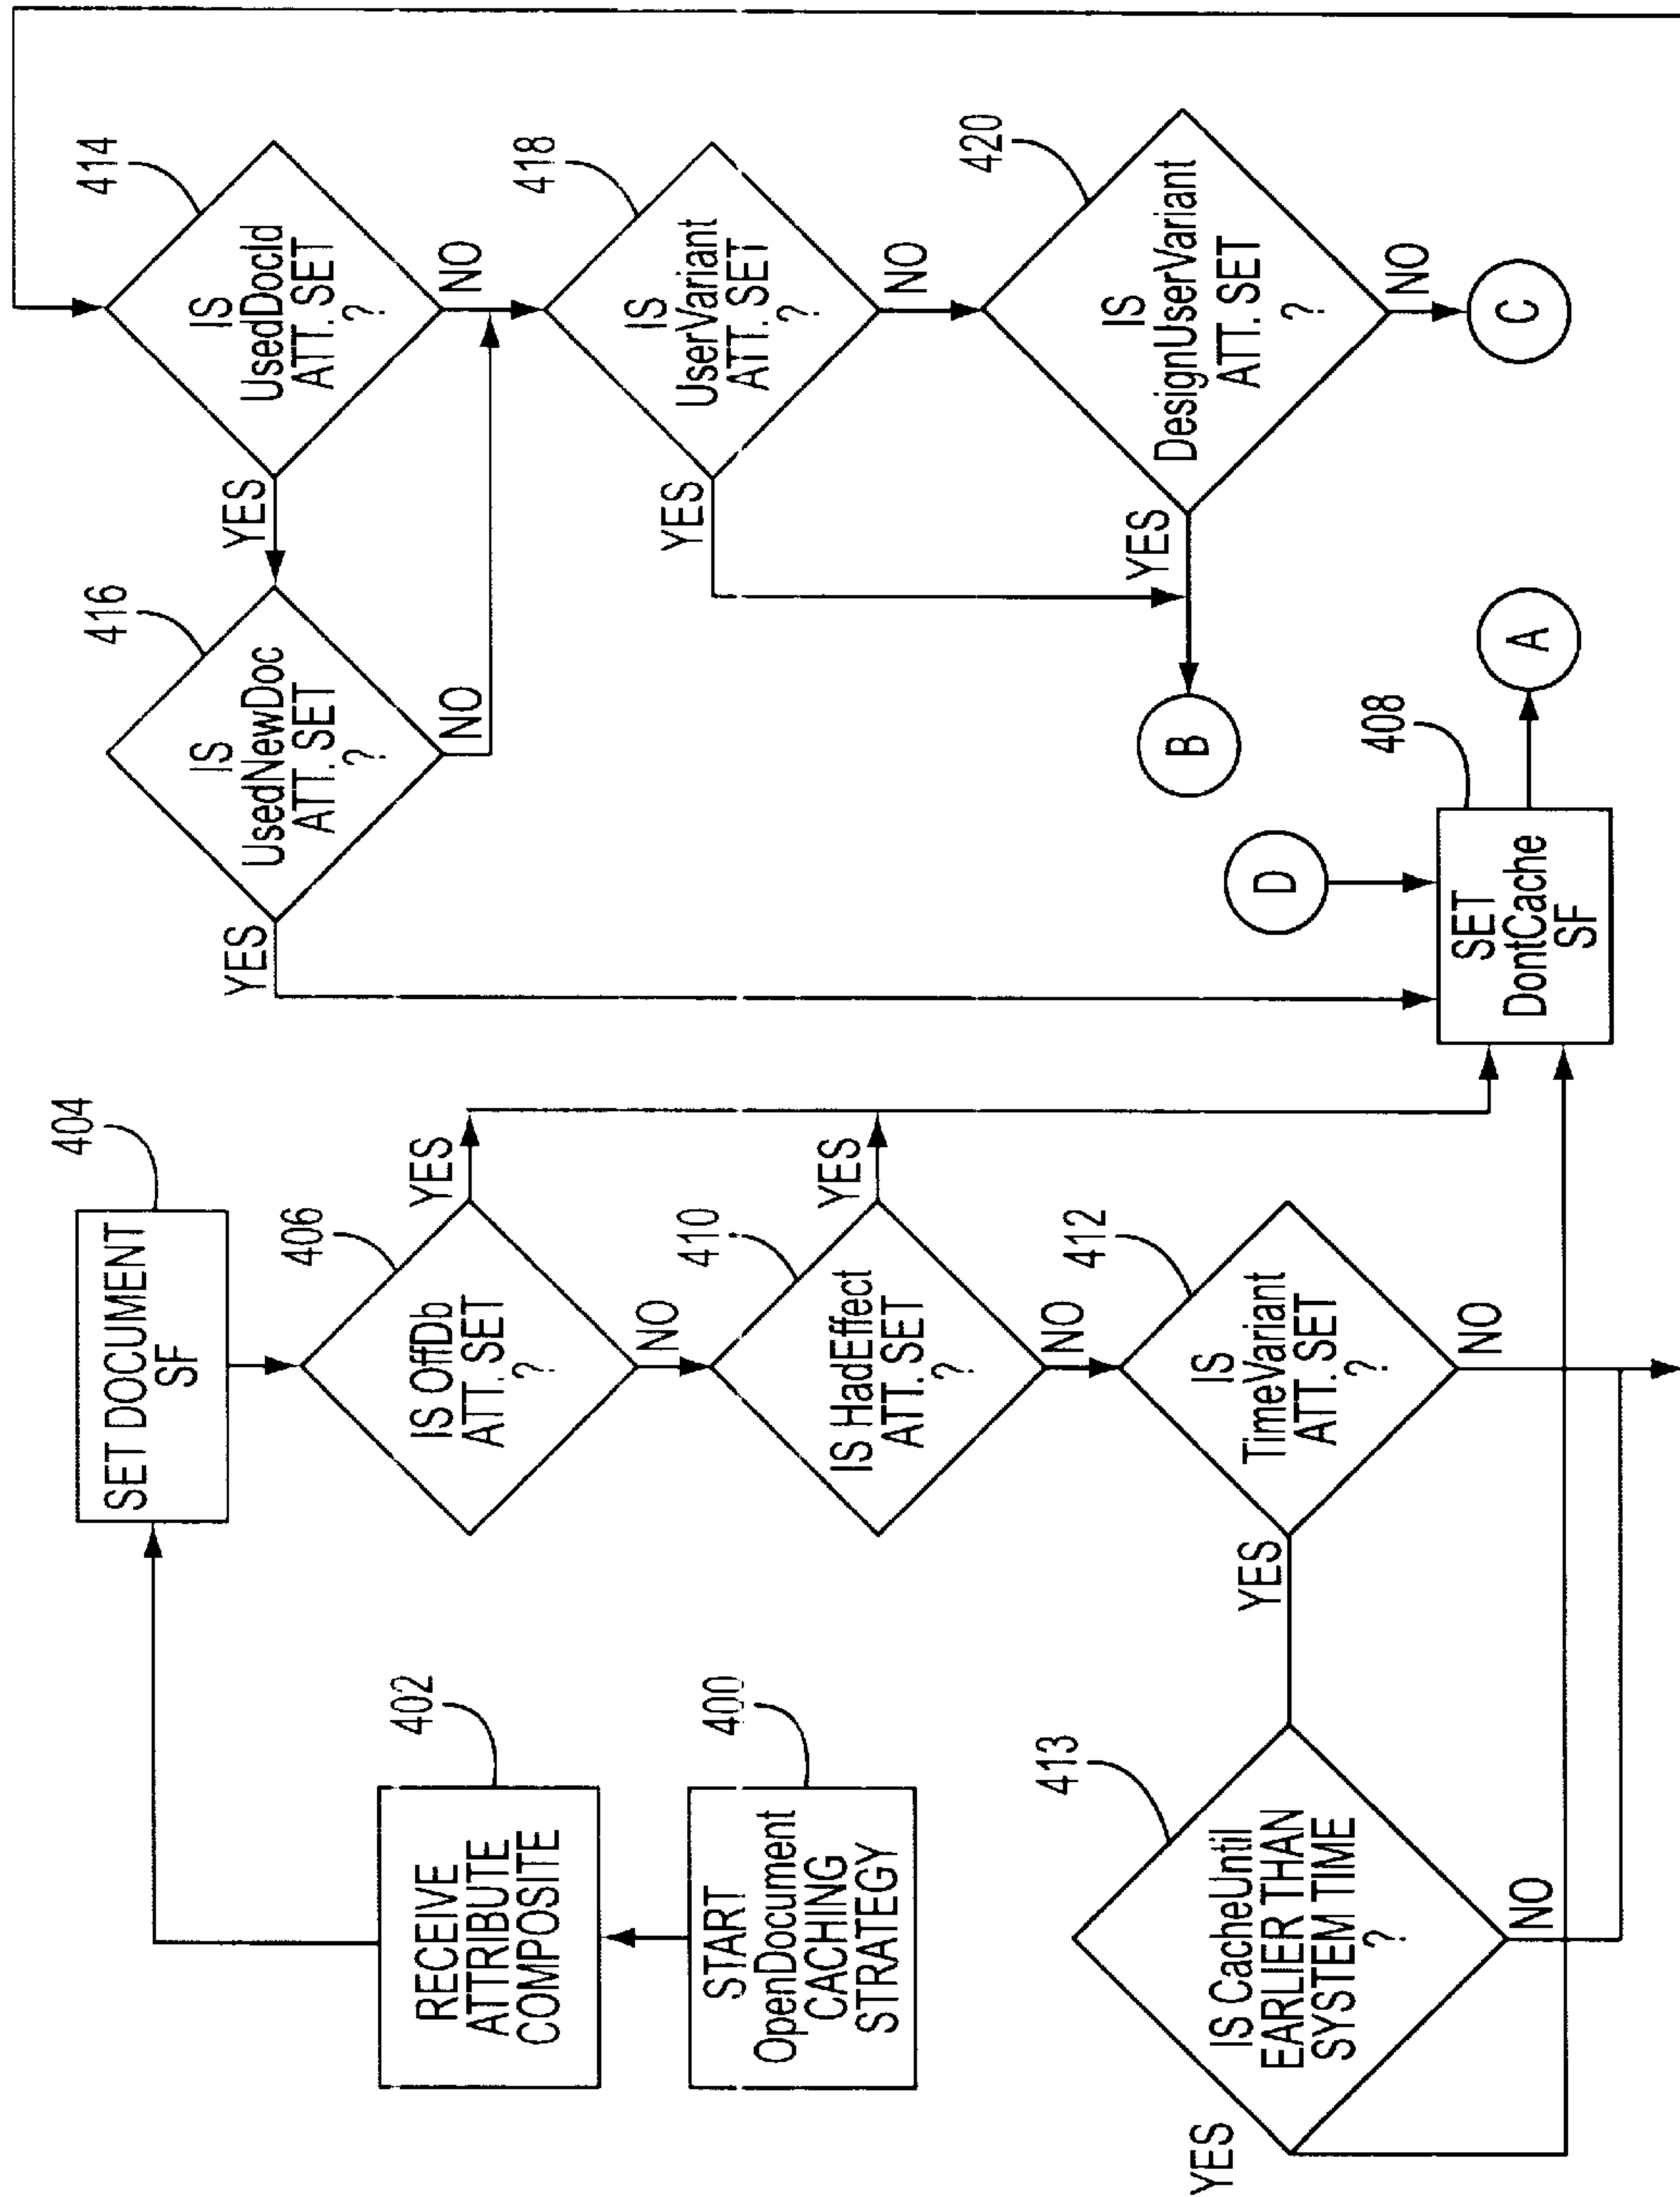 400
START
OpenDocument
CACHING
STRATEGY
402
RECEIVE
ATTRIBUTE
COMPOSITE
404
SET DOCUMENT
SF
406
IS OffDb
ATT. SET
?
YES
NO
410
IS HadEffect
ATT. SET
?
YES
NO
412
IS
TimeVariant
ATT. SET
?
YES
NO
413
IS CacheUntil
EARLIER THAN
SYSTEM TIME
?
YES
NO
414
IS
UsedDocId
ATT. SET
?
YES
NO
416
IS
UsedNewDoc
ATT. SET
?
YES
NO
418
IS
UserVariant
ATT. SET
?
YES
NO
420
IS
DesignUserVariant
ATT. SET
?
YES
NO
B
C
D
408
SET
DontCache
SF
A